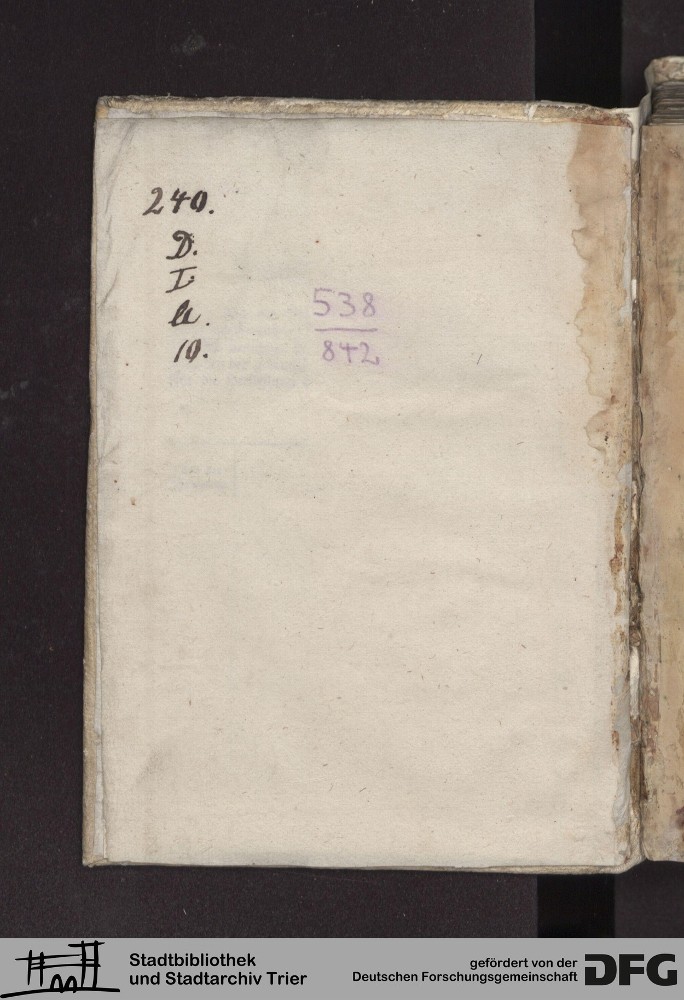 240.
D.
I.
a.
10.
538
842
Stadtbibliothek
und Stadtarchiv Trier
gefördert von der
Deutschen Forschungsgemeinschaft
DFG